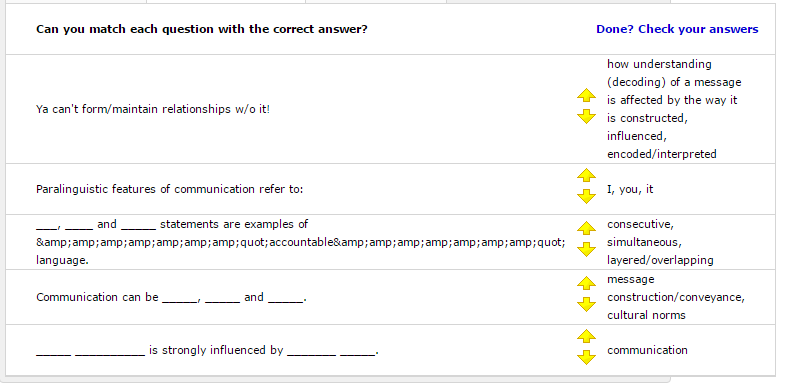 Can you match each question with the correct answer?
Done? Check your answers
Ya can't form/maintain relationships w/o it!
how understanding
(decoding) of a message
is affected by the way it
is constructed,
influenced,
encoded/interpreted
Paralinguistic features of communication refer to:
I, you, it
___, ____ and _____ statements are examples of
&amp;amp;amp;amp;amp;amp;amp;quot;accountable&amp;amp;amp;amp;amp;amp;amp;quot;
language.
consecutive,
simultaneous,
layered/overlapping
Communication can be _____, _____ and _____.
message
construction/conveyance,
cultural norms
_____ __________ is strongly influenced by _______ _____.
communication